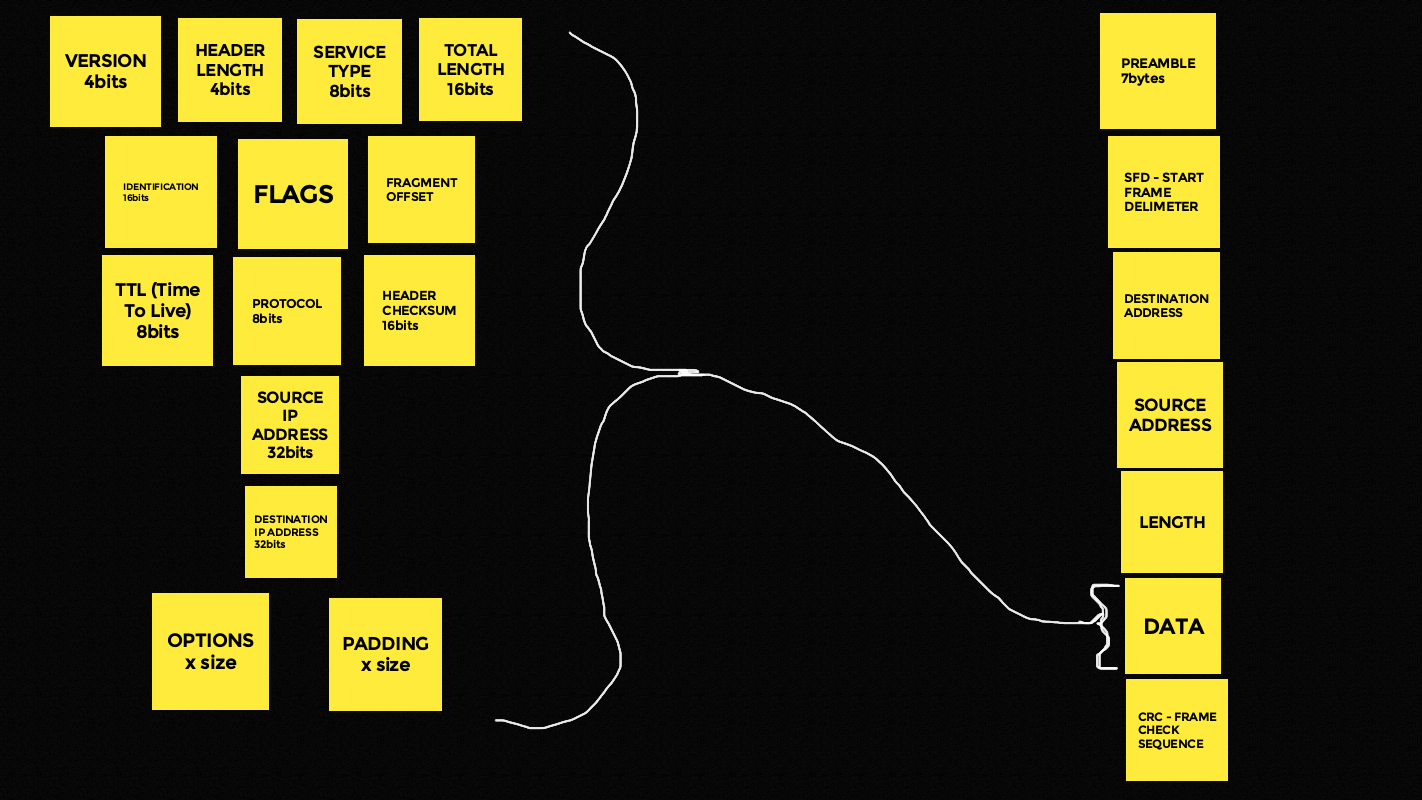 VERSION
4bits
HEADER
LENGTH
4bits
SERVICE
TYPE
8bits
TOTAL
LENGTH
16bits
IDENTIFICATION
16bits
FLAGS
FRAGMENT
OFFSET
TTL (Time
To Live)
8bits
PROTOCOL
8bits
HEADER
CHECKSUM
16bits
SOURCE
IP
ADDRESS
32bits
DESTINATION
IP ADDRESS
32bits
OPTIONS
x size
PADDING
x size
PREAMBLE
7bytes
SFD - START
FRAME
DELIMETER
DESTINATION
ADDRESS
SOURCE
ADDRESS
LENGTH
DATA
CRC - FRAME
CHECK
SEQUENCE